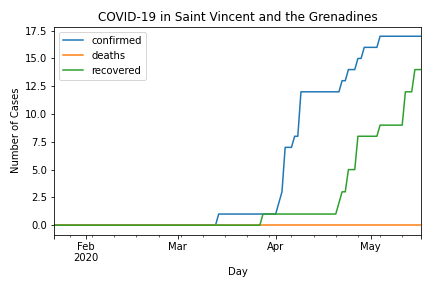 COVID-19 in Saint Vincent and the Grenadines
confirmed
deaths
recovered
Number of Cases
17.5
15.0
12.5
10.0
7.5
5.0
2.5
0.0
Feb Mar Apr May
2020
Day